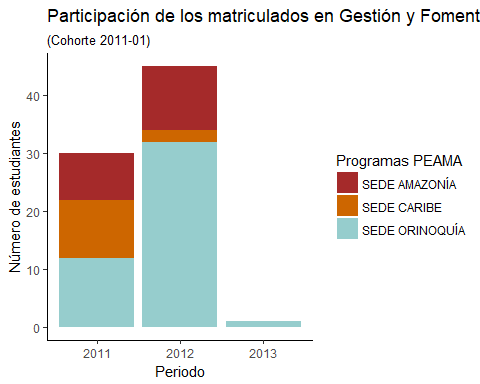 Participación de los matriculados en Gestión y Foment
(Cohorte 2011-01)
Número de estudiantes
40
30
20
10
0
2011 2012 2013
Periodo
Programas PEAMA
SEDE AMAZONÍA
SEDE CARIBE
SEDE ORINOQUÍA